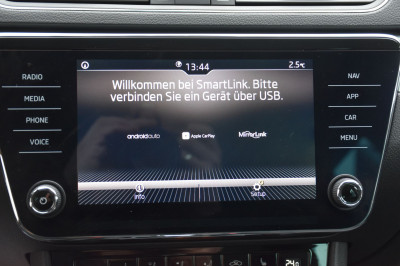 13:44
2.5°C
Willkommen bei SmartLink. Bitte
verbinden Sie ein Gerät über USB.
androidauto
Apple CarPlay
MirrorLink
Info
SETUP
RADIO
MEDIA
PHONE
VOICE
NAV
APP
CAR
MENU